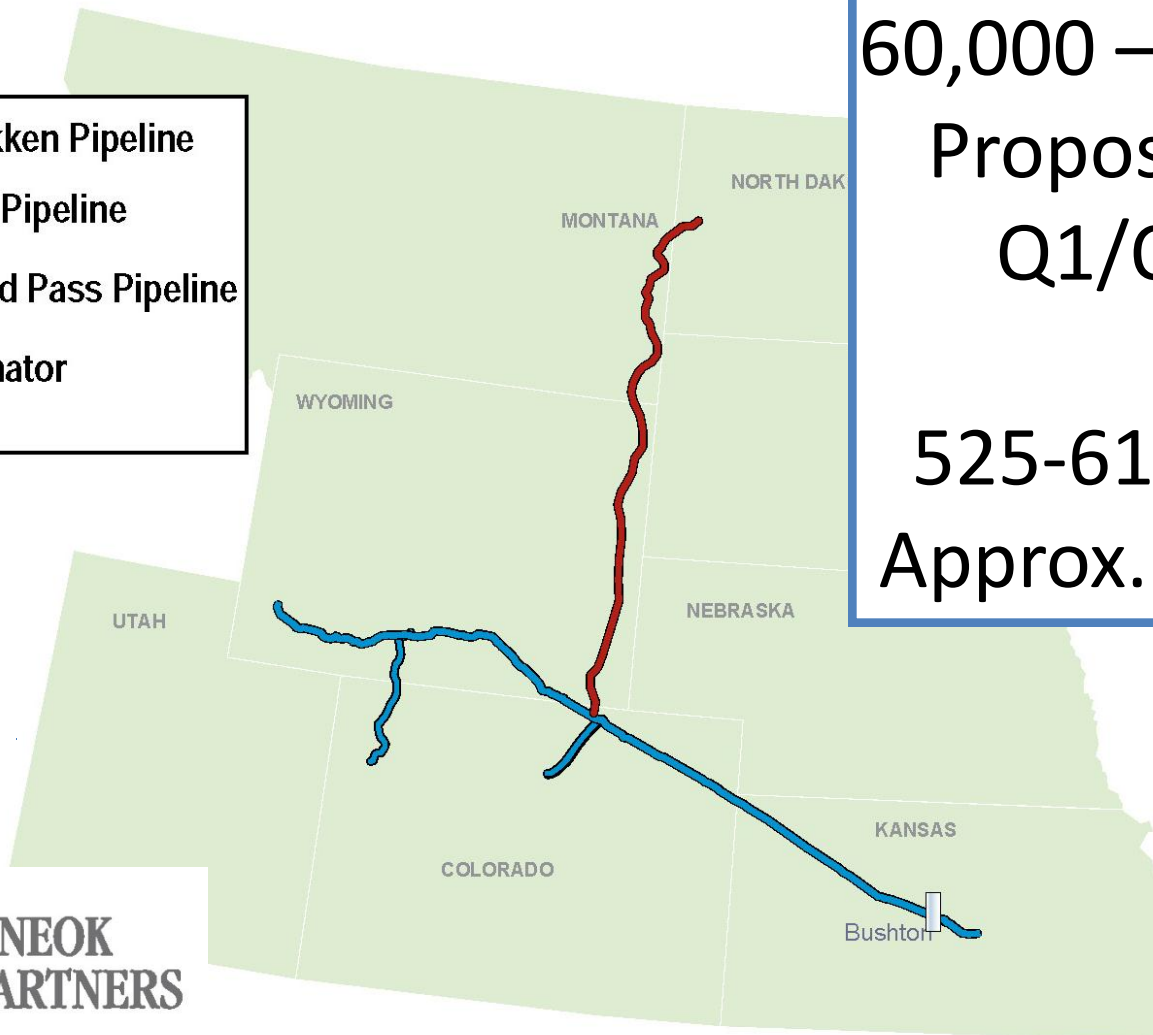 kken Pipeline
Pipeline
d Pass Pipeline
nator
60,000 –
Propos
Q1/
525-61
Approx.
NORTH DAK
MONTANA
WYOMING
UTAH
NEBRASKA
KANSAS
COLORADO
Bushton
NEOK
ARTNERS